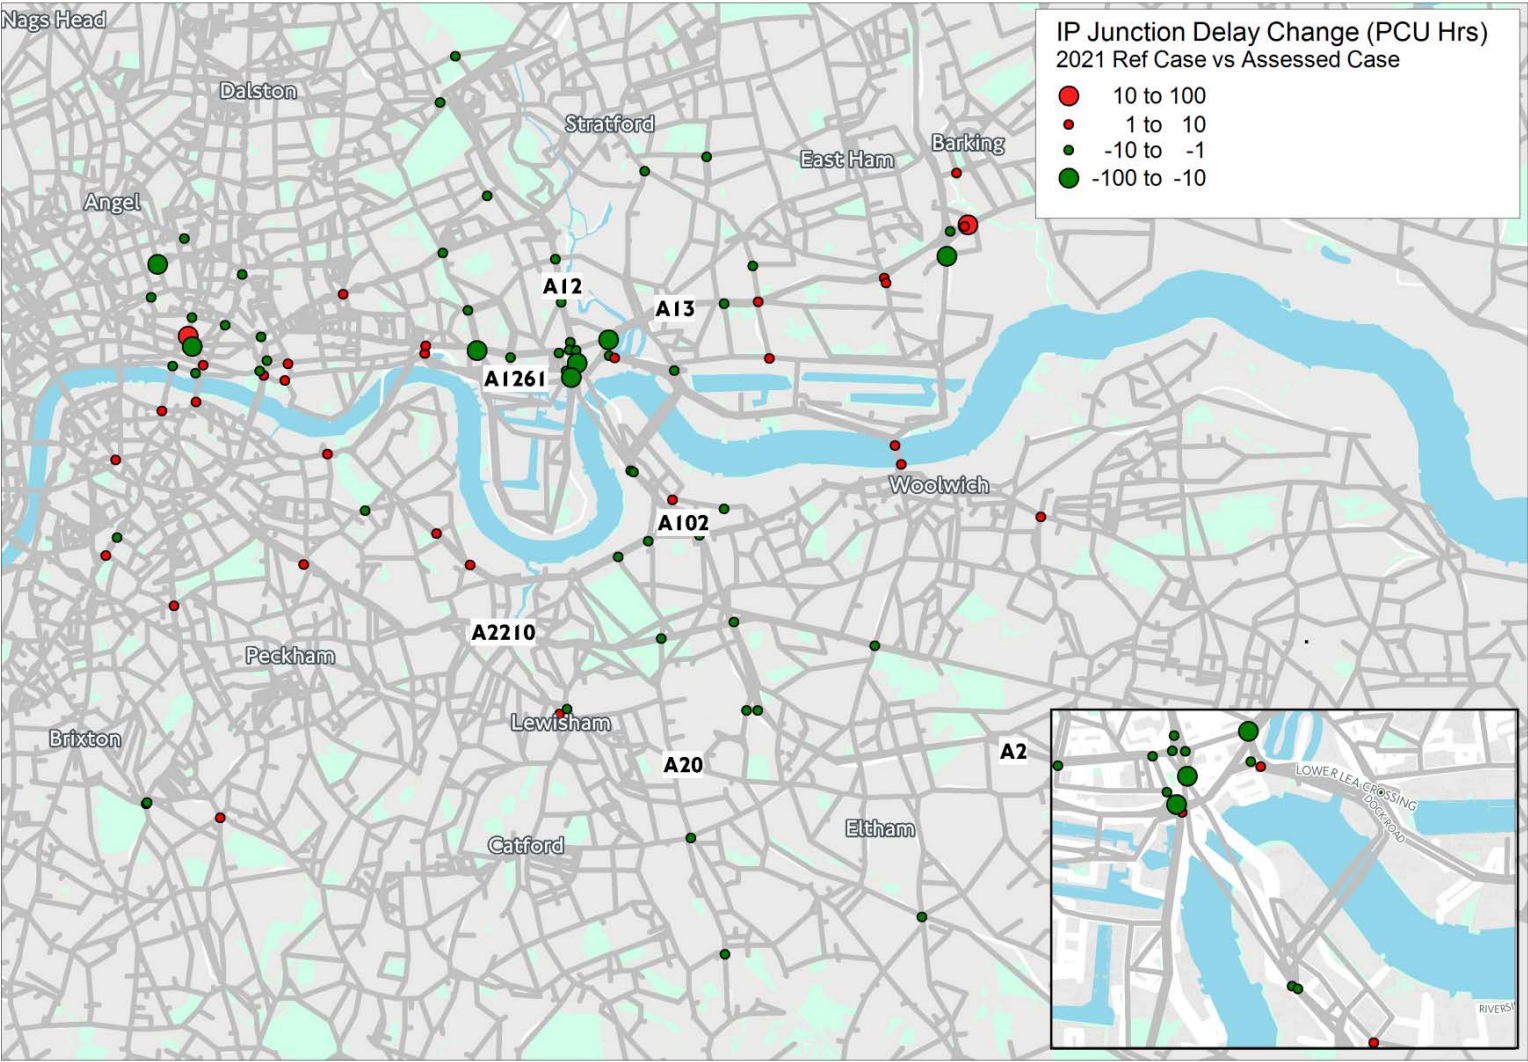 Nags Head
IP Junction Delay Change (PCU Hrs)
2021 Ref Case vs Assessed Case
10 to 100
1 to 10
-10 to -1
-100 to -10
Dalston
Stratford
Barking
East Ham
Angel
A12
A13
A1261
Woolwich
A102
A2210
Peckham
Lewisham
Brixton
A20
A2
LOWER LEA CROSSING
DOCK ROAD
Eltham
Catford
RIVERSI